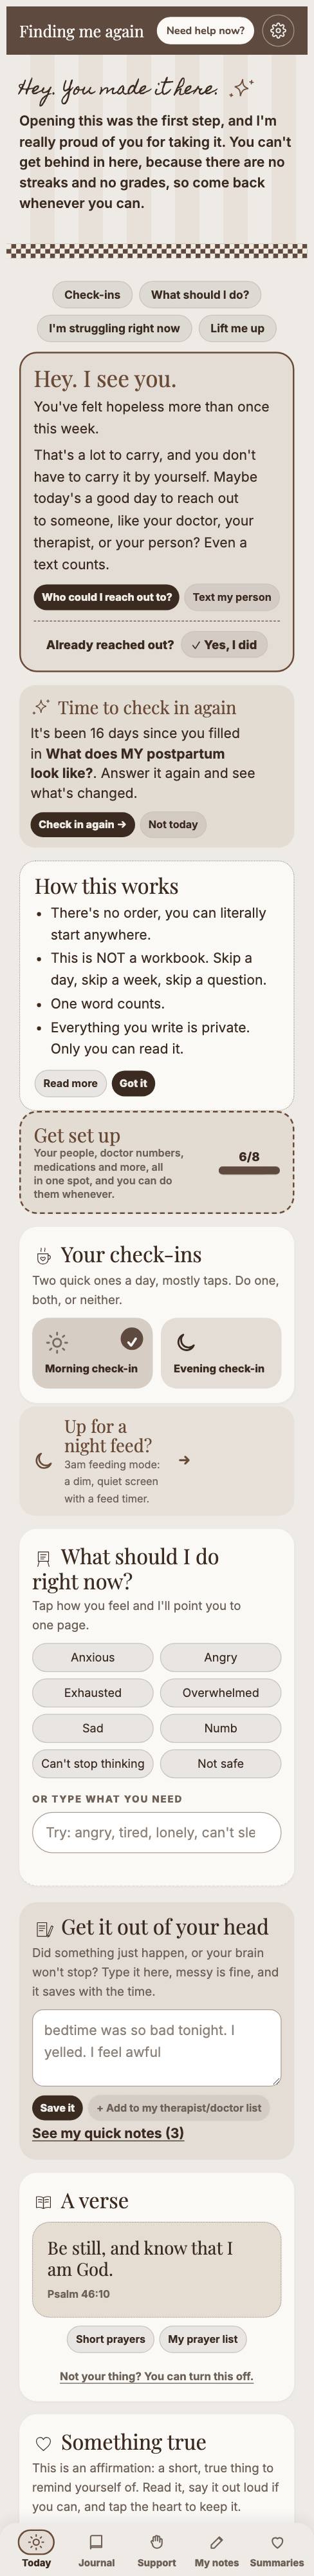 Finding me again
Need help now?
Hey. You made it here.
Opening this was the first step, and I'm
really proud of you for taking it. You can't
get behind in here, because there are no
streaks and no grades, so come back
whenever you can.
Check-ins
What should I do?
I'm struggling right now
Lift me up
Hey. I see you.
You've felt hopeless more than once
this week.
That's a lot to carry, and you don't
have to carry it by yourself. Maybe
today's a good day to reach out
to someone, like your doctor, your
therapist, or your person? Even a
text counts.
Who could I reach out to?
Text my person
Already reached out?
✓ Yes, I did
Time to check in again
It's been 16 days since you filled
in What does MY postpartum
look like?. Answer it again and see
what's changed.
Check in again →
Not today
How this works
• There's no order, you can literally
start anywhere.
• This is NOT a workbook. Skip a
day, skip a week, skip a question.
• One word counts.
• Everything you write is private.
Only you can read it.
Read more
Got it
Get set up
Your people, doctor numbers,
medications and more, all
in one spot, and you can do
them whenever.
6/8
Your check-ins
Two quick ones a day, mostly taps. Do one,
both, or neither.
Morning check-in
Evening check-in
Up for a
night feed?
3am feeding mode:
a dim, quiet screen
with a feed timer.
→
What should I do
right now?
Tap how you feel and I'll point you to
one page.
Anxious
Angry
Exhausted
Overwhelmed
Sad
Numb
Can't stop thinking
Not safe
OR TYPE WHAT YOU NEED
Try: angry, tired, lonely, can't sle
Get it out of your head
Did something just happen, or your brain
won't stop? Type it here, messy is fine, and
it saves with the time.
bedtime was so bad tonight. I
yelled. I feel awful
Save it
+ Add to my therapist/doctor list
See my quick notes (3)
A verse
Be still, and know that I
am God.
Psalm 46:10
Short prayers
My prayer list
Not your thing? You can turn this off.
Something true
This is an affirmation: a short, true thing to
remind yourself of. Read it, say it out loud if
you can, and tap the heart to keep it.
Today
Journal
Support
My notes
Summaries